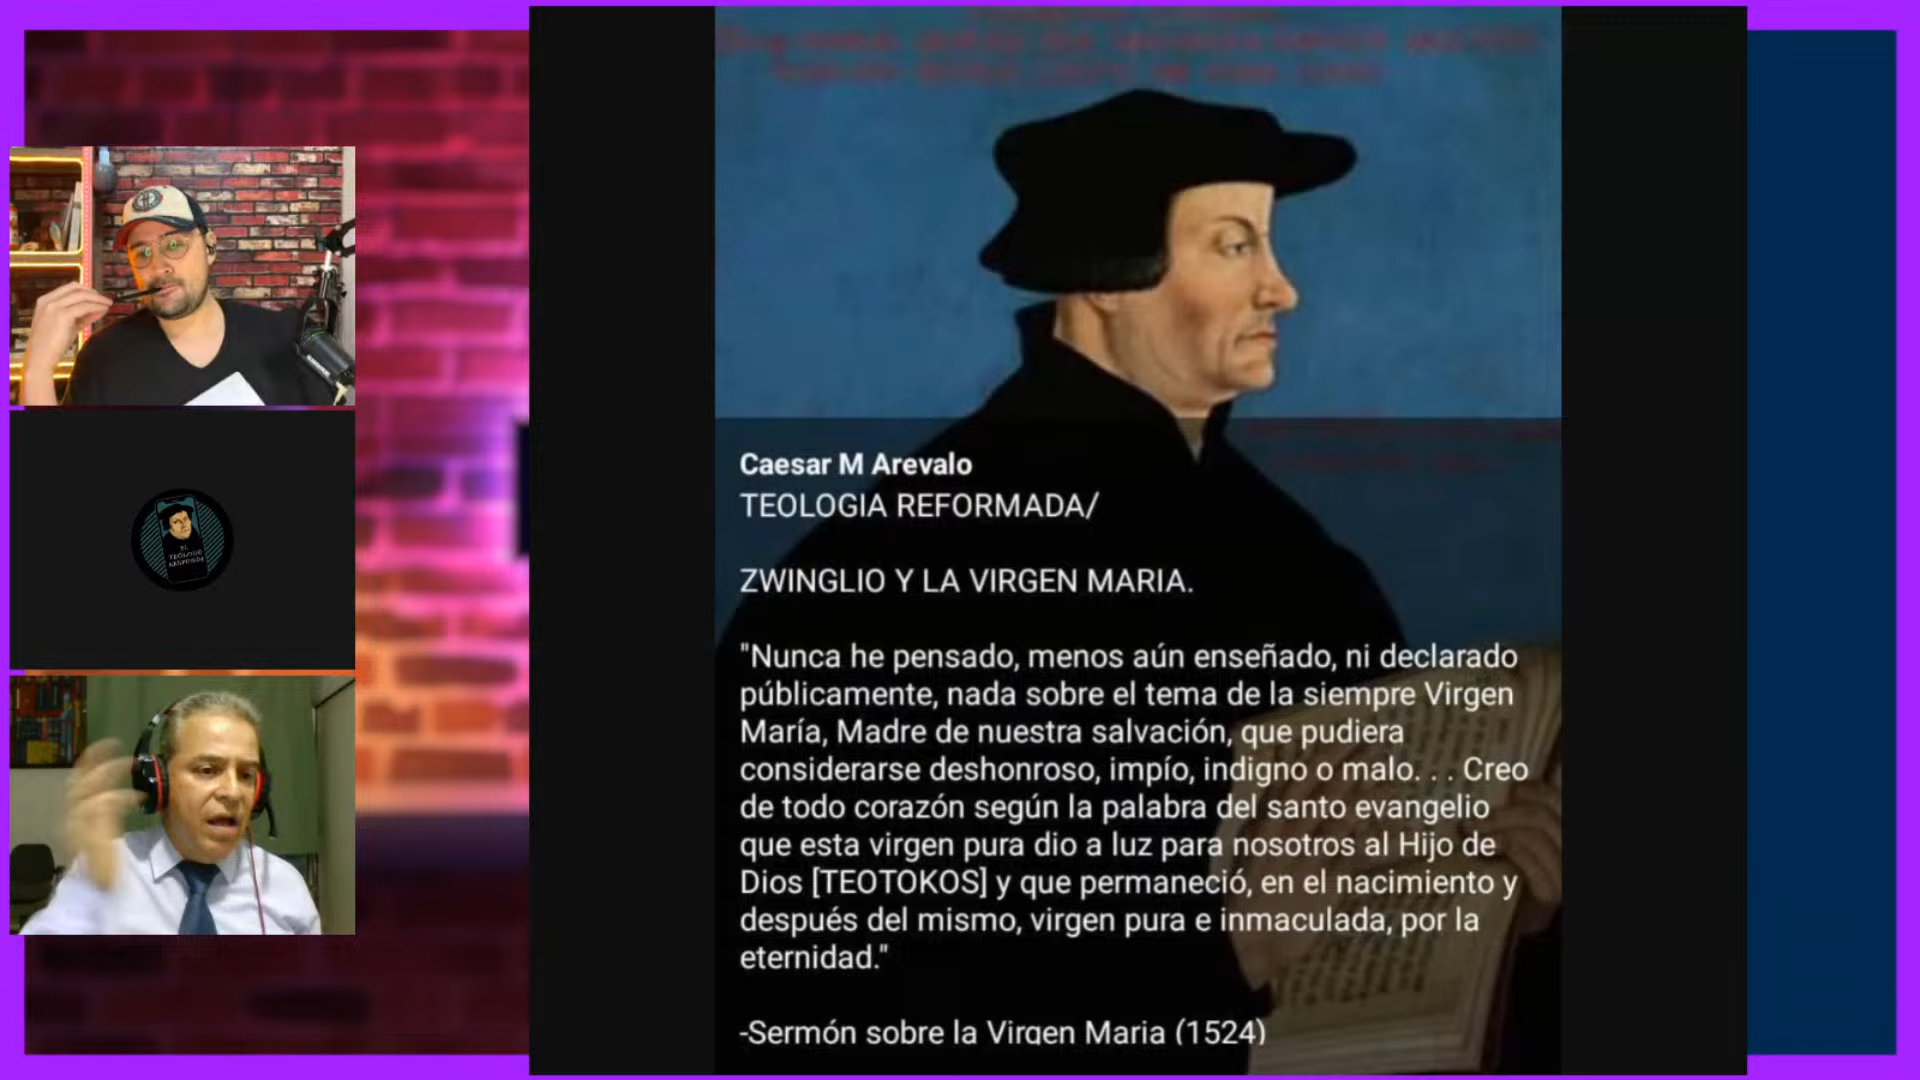 Caesar M Arevalo
TEOLOGIA REFORMADA/
ZWINGLIO Y LA VIRGEN MARIA.
"Nunca he pensado, menos aún enseñado, ni declarado
públicamente, nada sobre el tema de la siempre Virgen
María, Madre de nuestra salvación, que pudiera
considerarse deshonroso, impío, indigno o malo. . . Creo
de todo corazón según la palabra del santo evangelio
que esta virgen pura dio a luz para nosotros al Hijo de
Dios [TEOTOKOS] y que permaneció, en el nacimiento y
después del mismo, virgen pura e inmaculada, por la
eternidad."
-Sermón sobre la Virgen Maria (1524)